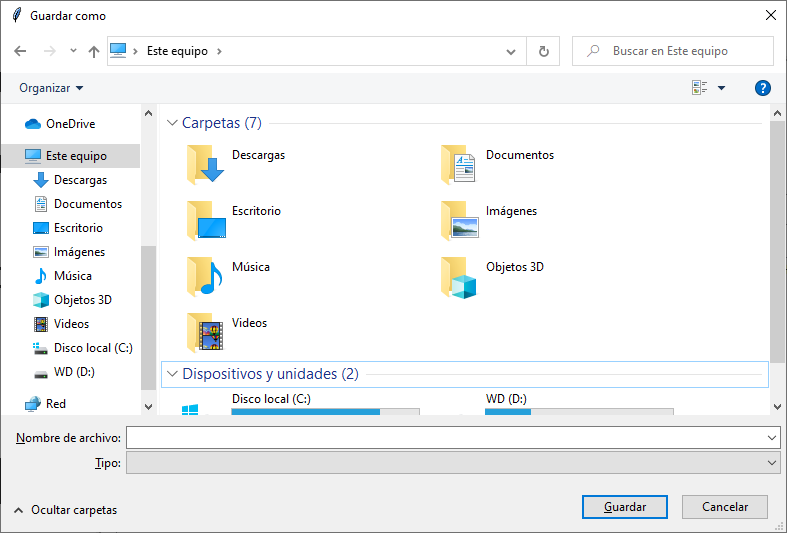 Guardar como
Este equipo
Buscar en Este equipo
Organizar
OneDrive
Este equipo
Descargas
Documentos
Escritorio
Imágenes
Música
Objetos 3D
Videos
Disco local (C:)
WD (D:)
Red
Carpetas (7)
Descargas
Documentos
Escritorio
Imágenes
Música
Objetos 3D
Videos
Dispositivos y unidades (2)
Disco local (C:)
WD (D:)
Nombre de archivo:
Tipo:
Ocultar carpetas
Guardar
Cancelar